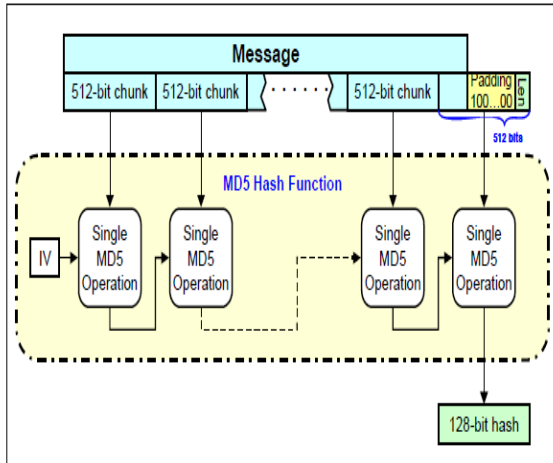 Message
512-bit chunk 512-bit chunk . . . . . . 512-bit chunk Padding 100...00 Len
512 bits
MD5 Hash Function
IV
Single MD5 Operation
Single MD5 Operation
Single MD5 Operation
Single MD5 Operation
128-bit hash